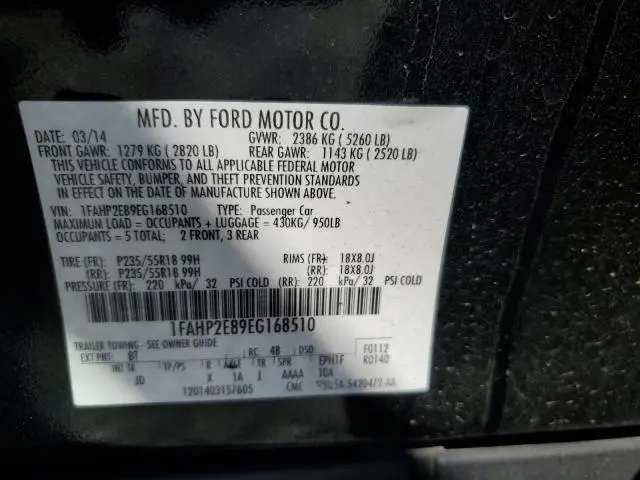 MFD. BY FORD MOTOR CO.
DATE: 03/14 GVWR: 2386 KG ( 5260 LB)
FRONT GAWR: 1279 KG ( 2820 LB) REAR GAWR: 1143 KG ( 2520 LB)
THIS VEHICLE CONFORMS TO ALL APPLICABLE FEDERAL MOTOR
VEHICLE SAFETY, BUMPER, AND THEFT PREVENTION STANDARDS
IN EFFECT ON THE DATE OF MANUFACTURE SHOWN ABOVE.
VIN: 1FAHP2E89EG168510 TYPE: Passenger Car
MAXIMUM LOAD = OCCUPANTS + LUGGAGE = 430KG/ 950LB
OCCUPANTS = 5 TOTAL; 2 FRONT, 3 REAR
TIRE (FR): P235/55R18 99H RIMS (FR): 18X8.0J
(RR): P235/55R18 99H (RR): 18X8.0J
PRESSURE (FR): 220 kPa/ 32 PSI COLD (RR): 220 kPa/ 32 PSI COLD
1FAHP2E89EG168510
TRAILER TOWING - SEE OWNER GUIDE
EXT PNT: BT RC: 4B DSO: F0112
INT TR TP/PS R AXLE TR SPR EPH1F R0140
JD X 1A J AAAA 10A
1201403157605 CMC